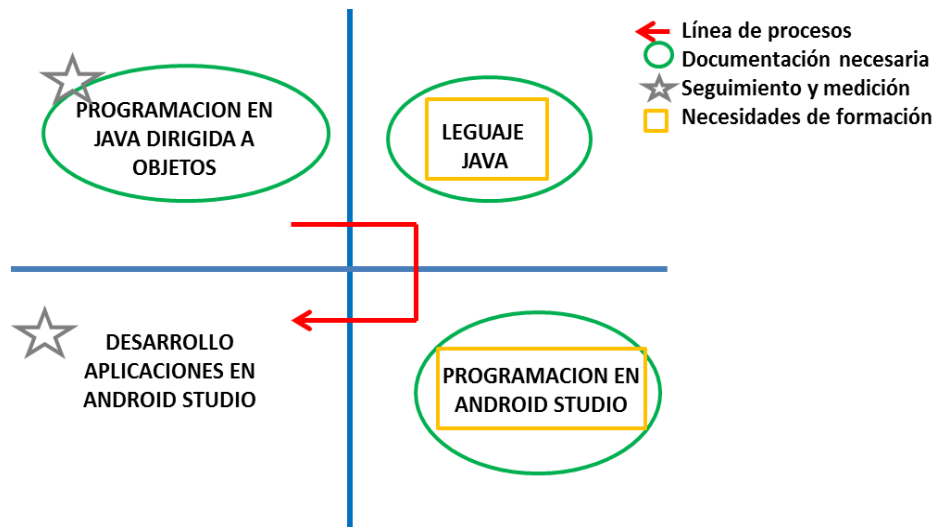 PROGRAMACION EN
JAVA DIRIGIDA A
OBJETOS
LEGUAJE
JAVA
Línea de procesos
Documentación necesaria
Seguimiento y medición
Necesidades de formación
DESARROLLO
APLICACIONES EN
ANDROID STUDIO
PROGRAMACION EN
ANDROID STUDIO